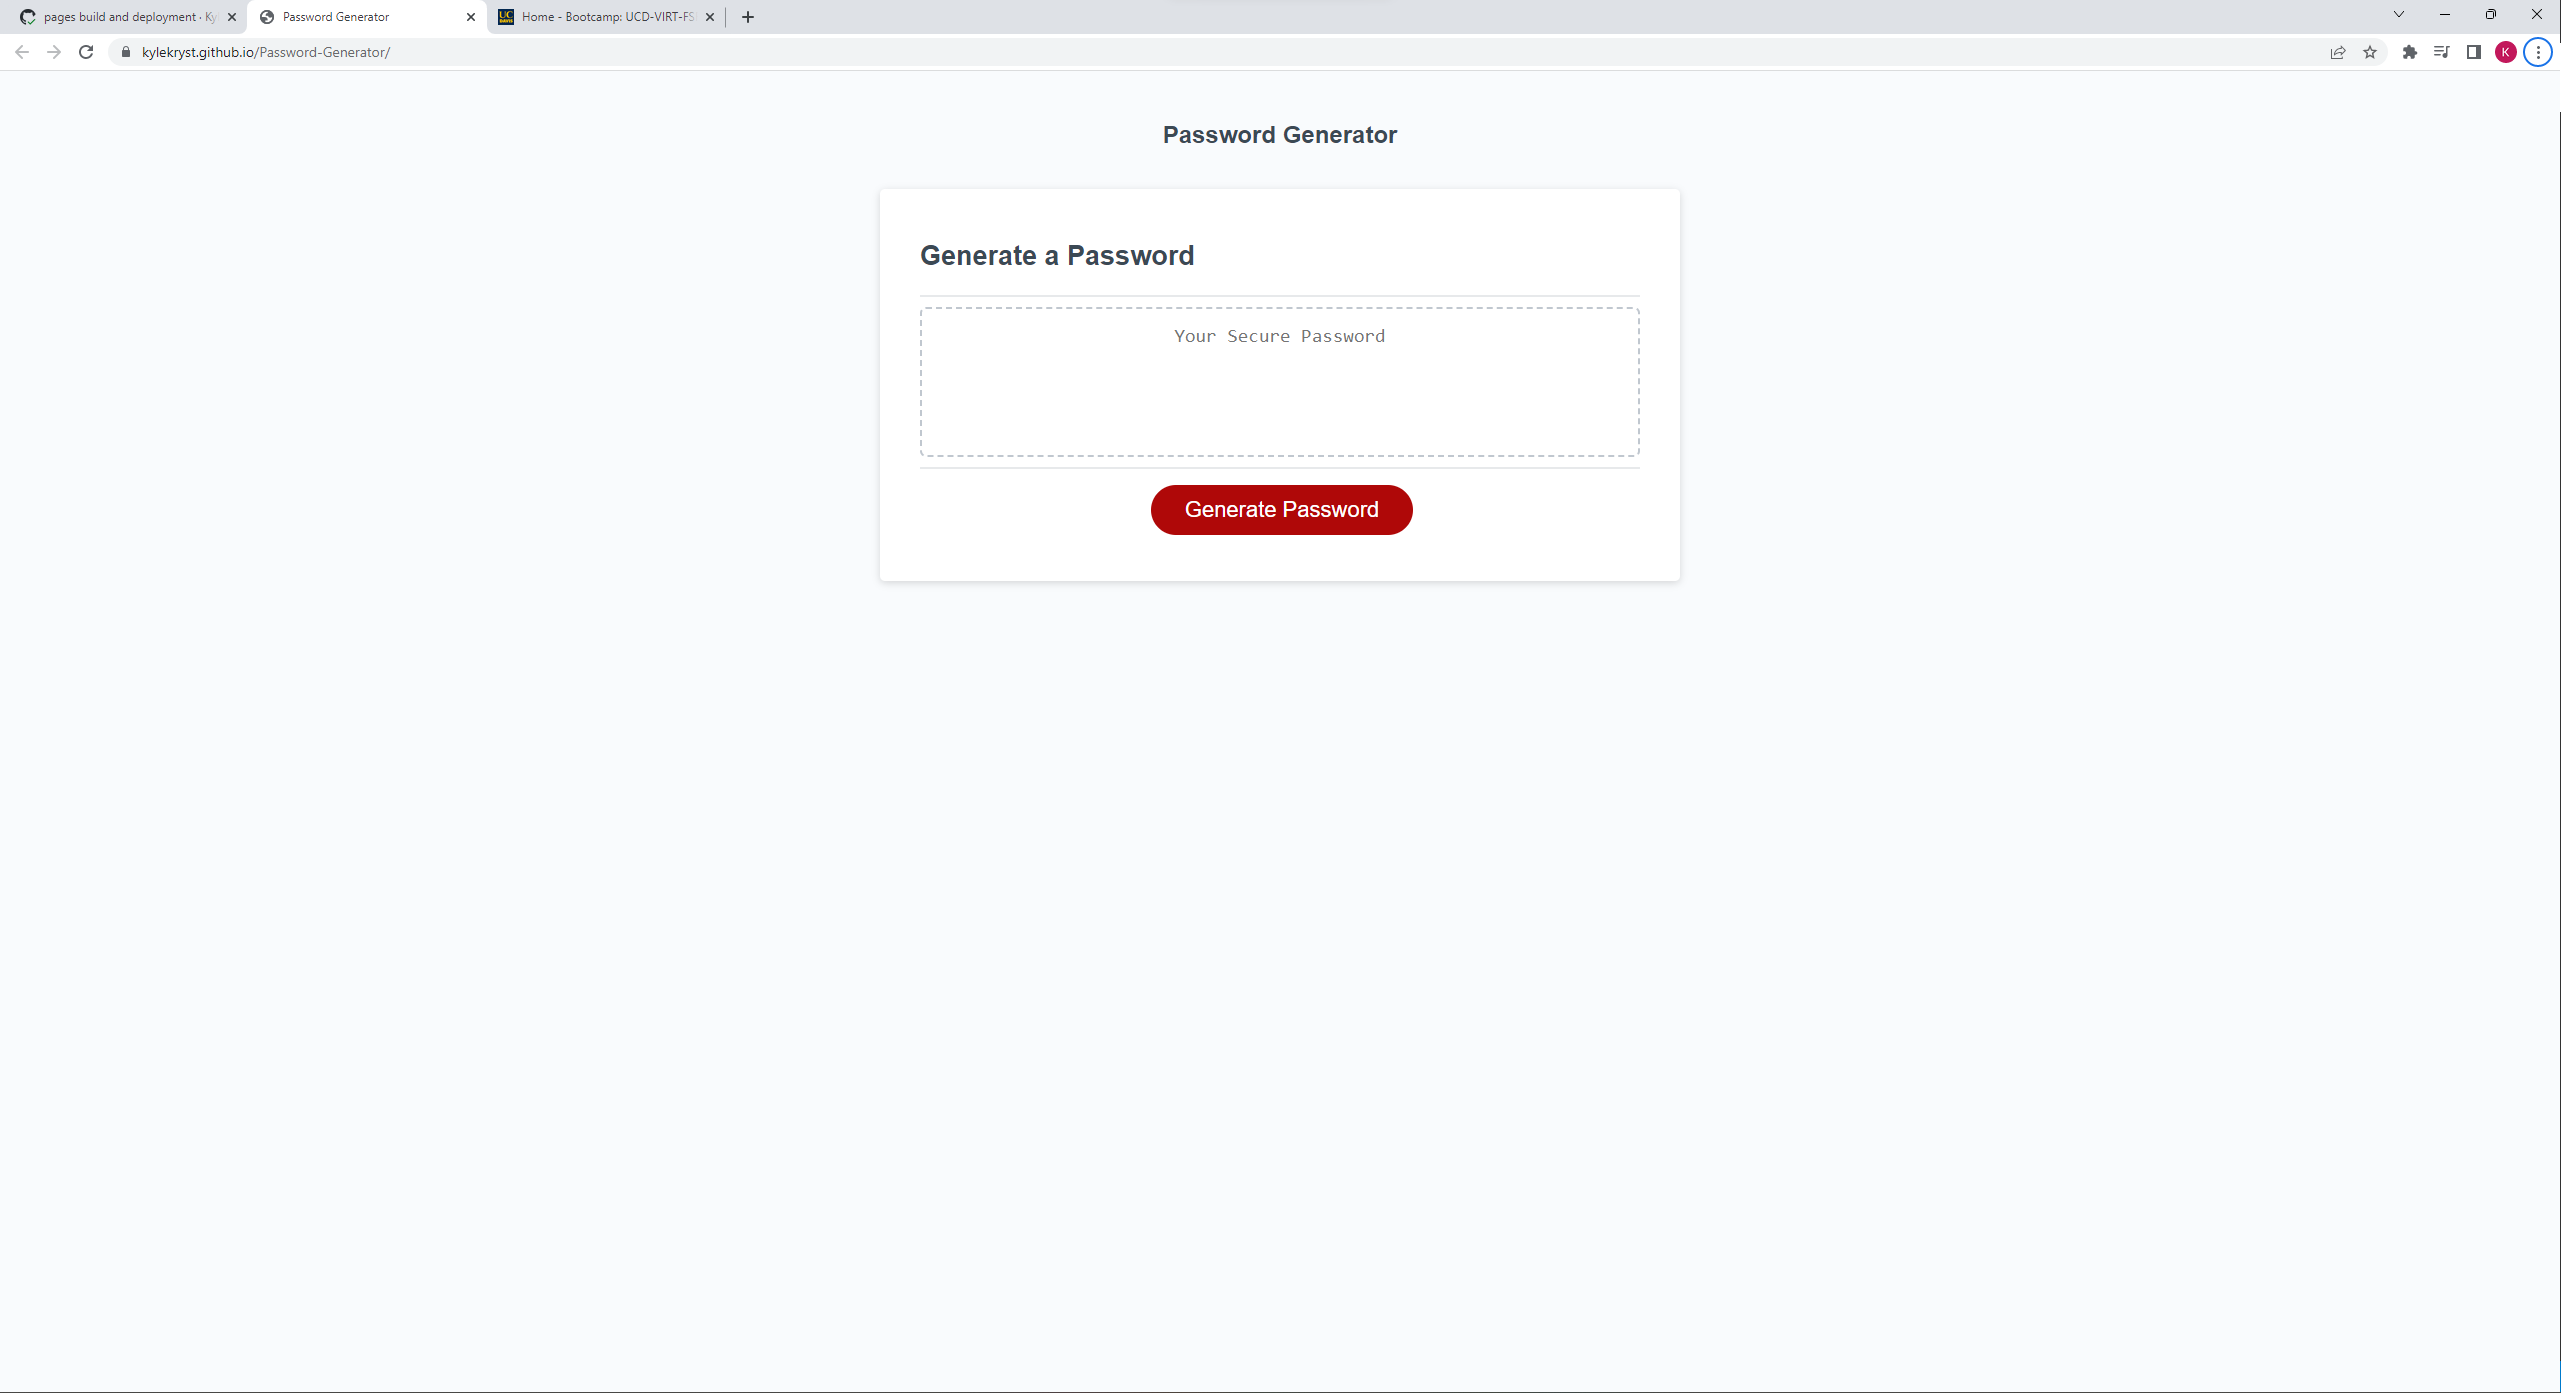 pages build and deployment · Ky
Password Generator
Home - Bootcamp: UCD-VIRT-FS
kylekryst.github.io/Password-Generator/
K
Password Generator
Generate a Password
Your Secure Password
Generate Password